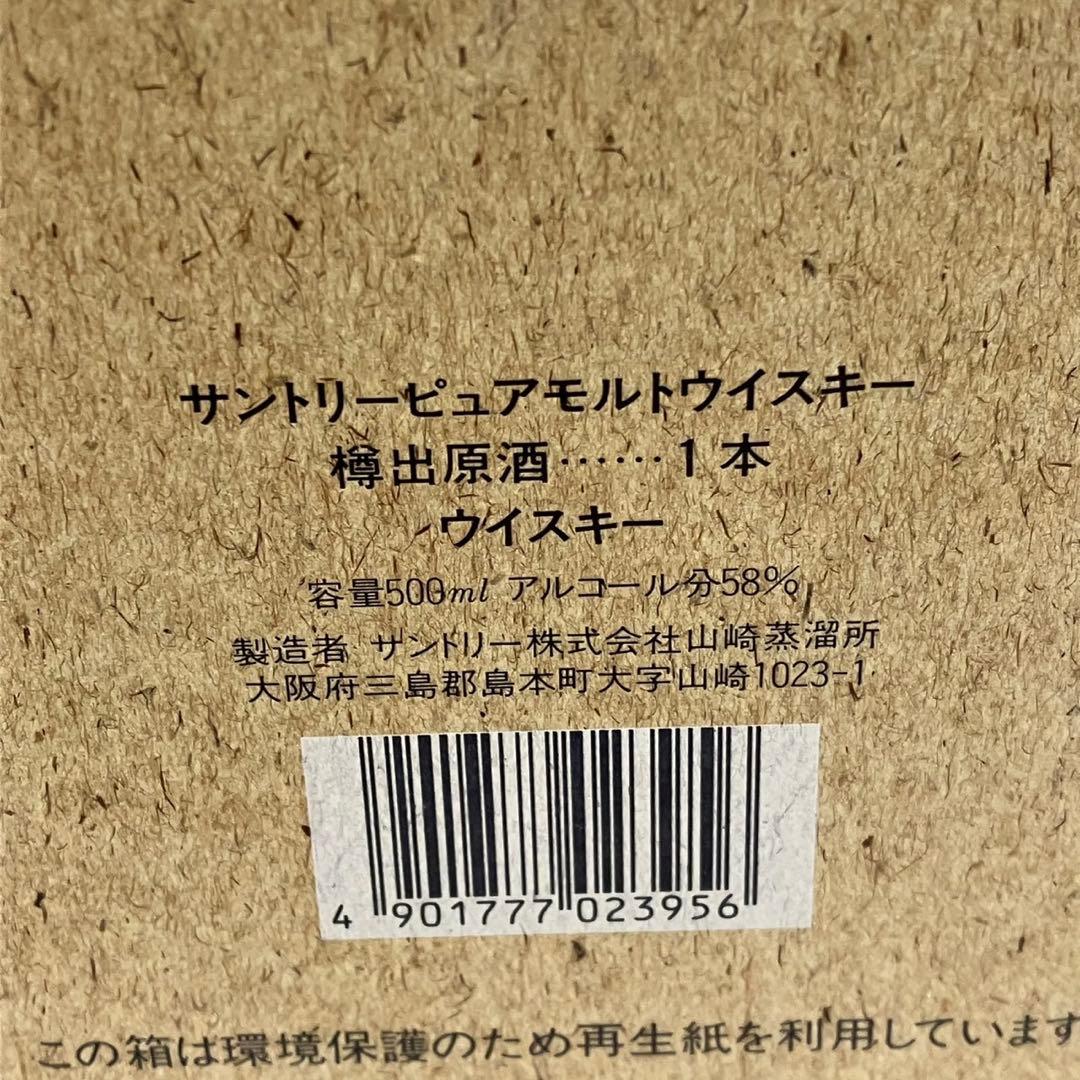 サントリーピュアモルトウイスキー
樽出原酒……1本
ウイスキー
容量500ml アルコール分58%
製造者 サントリー株式会社山崎蒸溜所
大阪府三島郡島本町大字山崎1023-1
4 901777 023956
この箱は環境保護のため再生紙を利用しています